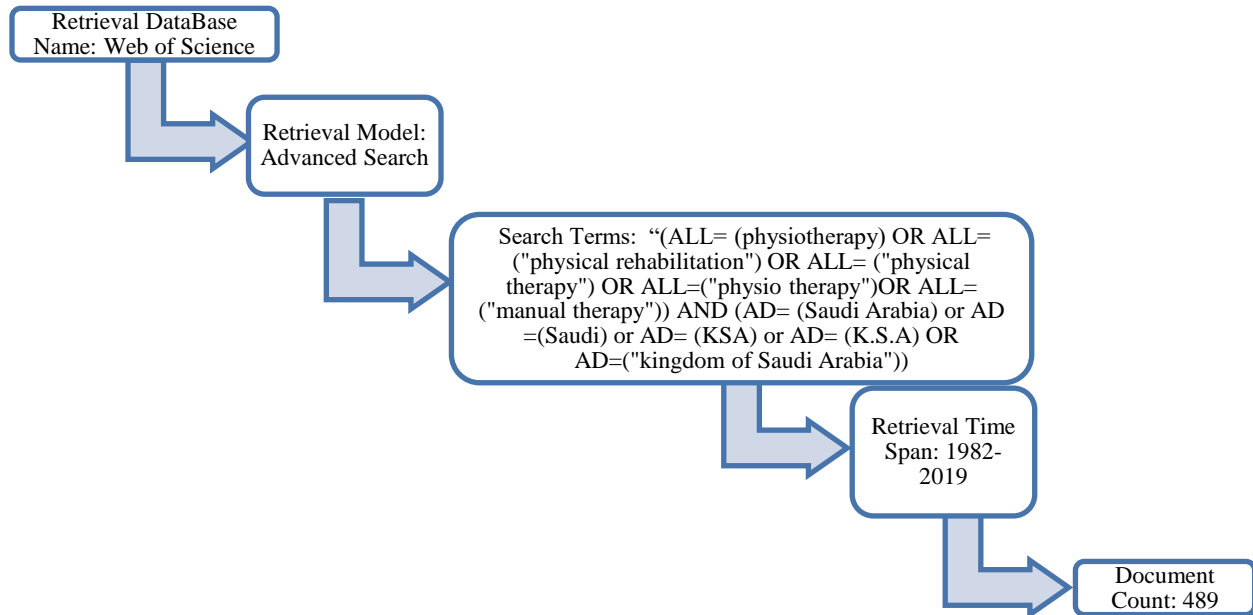 Retrieval DataBase
Name: Web of Science
Retrieval Model:
Advanced Search
Search Terms:  “(ALL= (physiotherapy) OR ALL=
("physical rehabilitation") OR ALL= ("physical
therapy") OR ALL=("physio therapy")OR ALL=
("manual therapy")) AND (AD= (Saudi Arabia) or AD
=(Saudi) or AD= (KSA) or AD= (K.S.A) OR
AD=("kingdom of Saudi Arabia"))
Retrieval Time
Span: 1982-
2019
Document
Count: 489